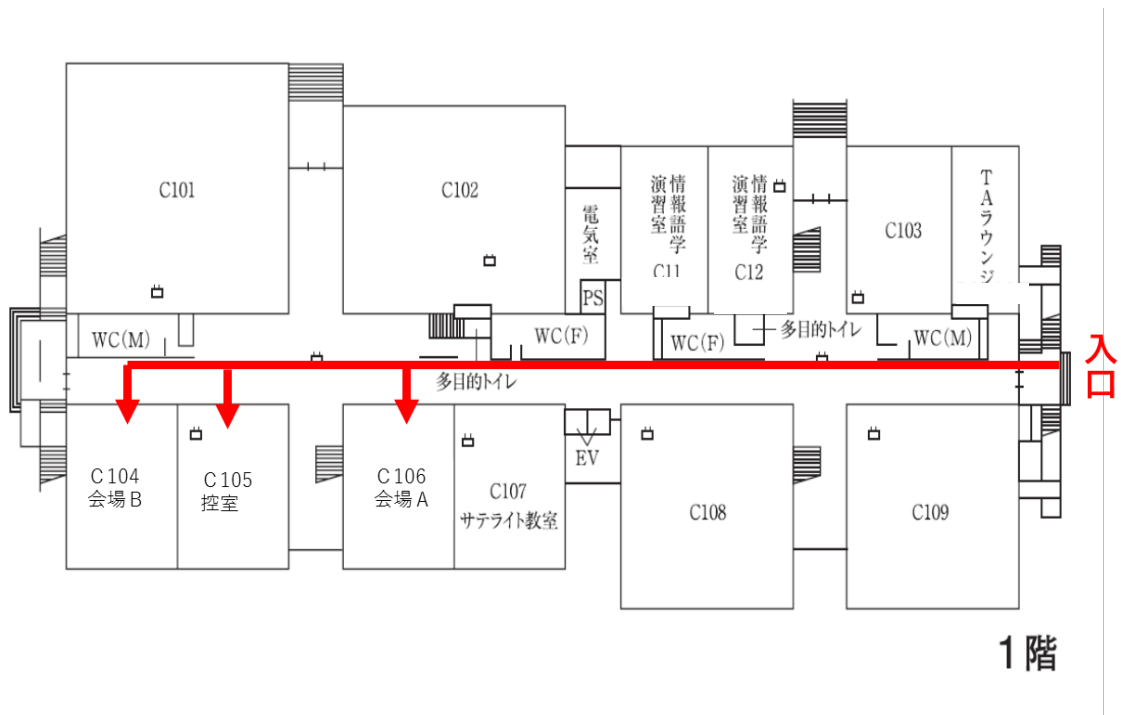 C101
C102
電気室
PS
情報語学
演習室
C11
情報語学
演習室
C12
C103
TAラウンジ
WC(M)
WC(F)
WC(F)
多目的トイレ
WC(M)
入口
多目的トイレ
C104
会場B
C105
控室
C106
会場A
C107
サテライト教室
EV
C108
C109
1階